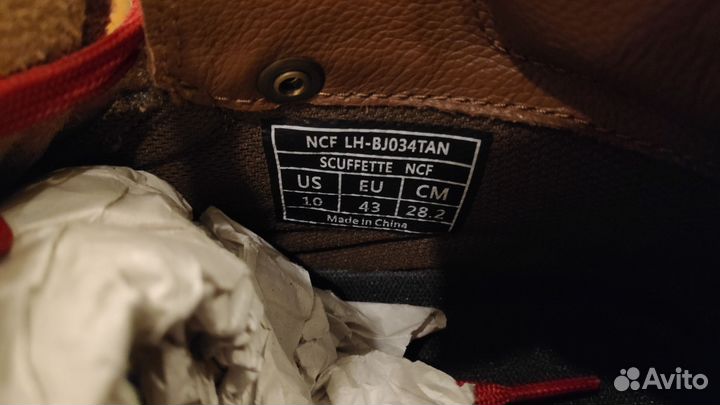 NCF LH-BJ034TAN
SCUFFETTE NCF
US EU CM
10 43 28.2
Made In China
Avito